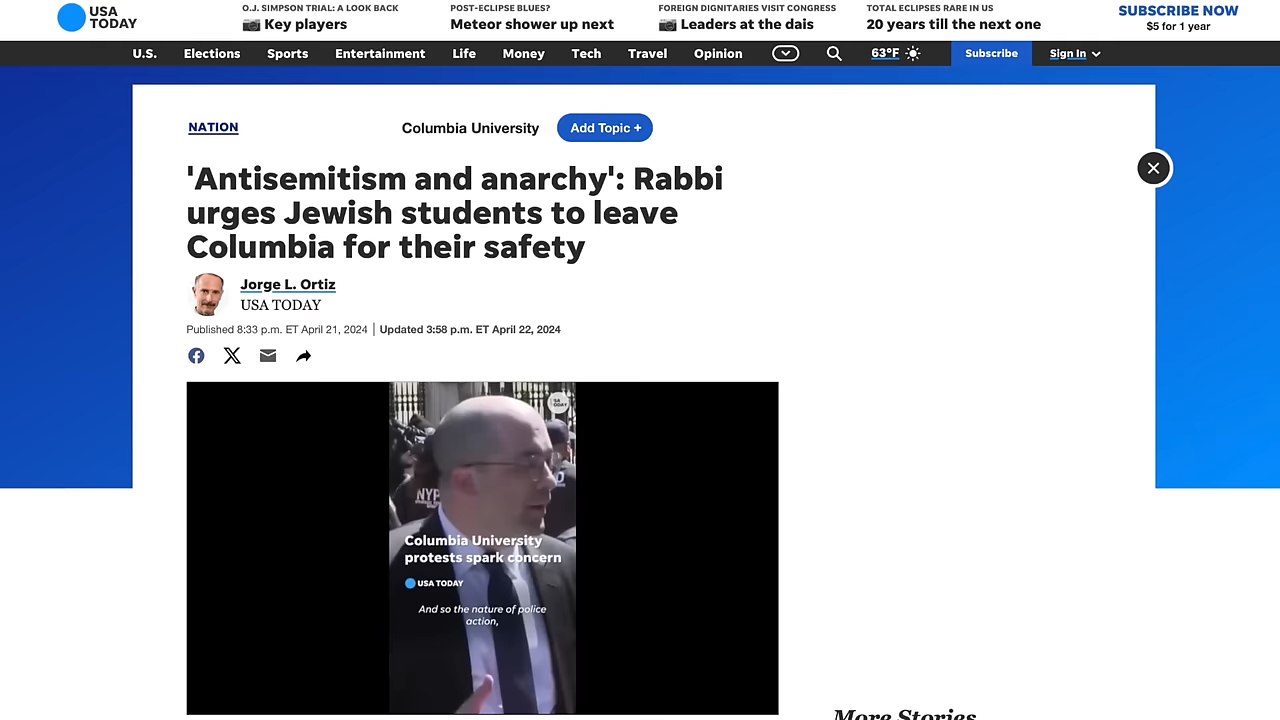 USA
TODAY
O.J. SIMPSON TRIAL: A LOOK BACK
Key players
POST-ECLIPSE BLUES?
Meteor shower up next
FOREIGN DIGNITARIES VISIT CONGRESS
Leaders at the dais
TOTAL ECLIPSES RARE IN US
20 years till the next one
SUBSCRIBE NOW
$5 for 1 year
U.S. Elections Sports Entertainment Life Money Tech Travel Opinion 63°F Subscribe Sign In
NATION
Columbia University Add Topic +
'Antisemitism and anarchy': Rabbi
urges Jewish students to leave
Columbia for their safety
Jorge L. Ortiz
USA TODAY
Published 8:33 p.m. ET April 21, 2024 | Updated 3:58 p.m. ET April 22, 2024
NYP
Columbia University
protests spark concern
USA TODAY
And so the nature of police
action,
More Stories